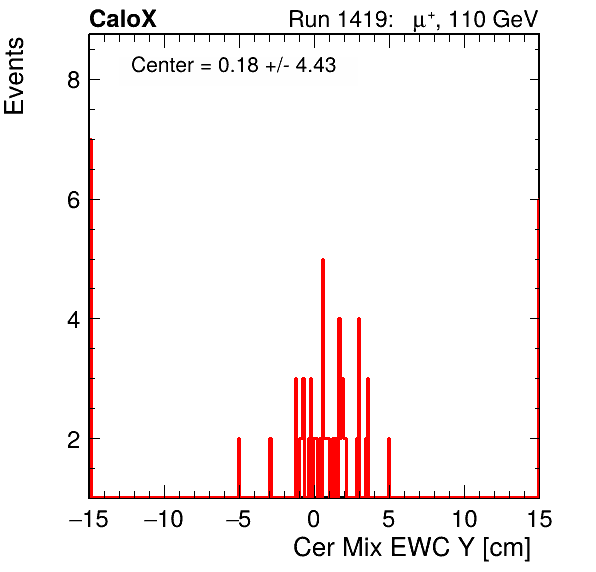 CaloX Run 1419: μ⁺, 110 GeV
Center = 0.18 +/- 4.43
Events
8
6
4
2
−15 −10 −5 0 5 10 15
Cer Mix EWC Y [cm]